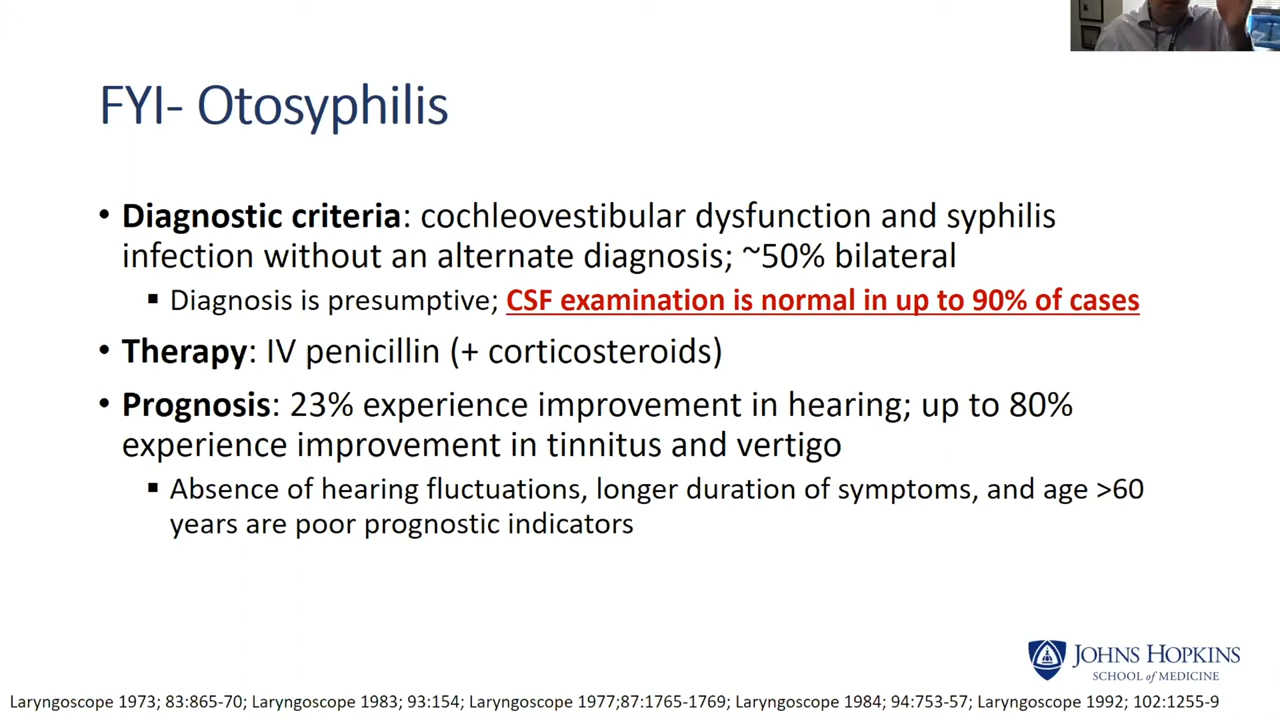 FYI- Otosyphilis
• Diagnostic criteria: cochleovestibular dysfunction and syphilis
infection without an alternate diagnosis; ~50% bilateral
▪ Diagnosis is presumptive; CSF examination is normal in up to 90% of cases
• Therapy: IV penicillin (+ corticosteroids)
• Prognosis: 23% experience improvement in hearing; up to 80%
experience improvement in tinnitus and vertigo
▪ Absence of hearing fluctuations, longer duration of symptoms, and age >60
years are poor prognostic indicators
JOHNS HOPKINS
SCHOOL of MEDICINE
Laryngoscope 1973; 83:865-70; Laryngoscope 1983; 93:154; Laryngoscope 1977;87:1765-1769; Laryngoscope 1984; 94:753-57; Laryngoscope 1992; 102:1255-9